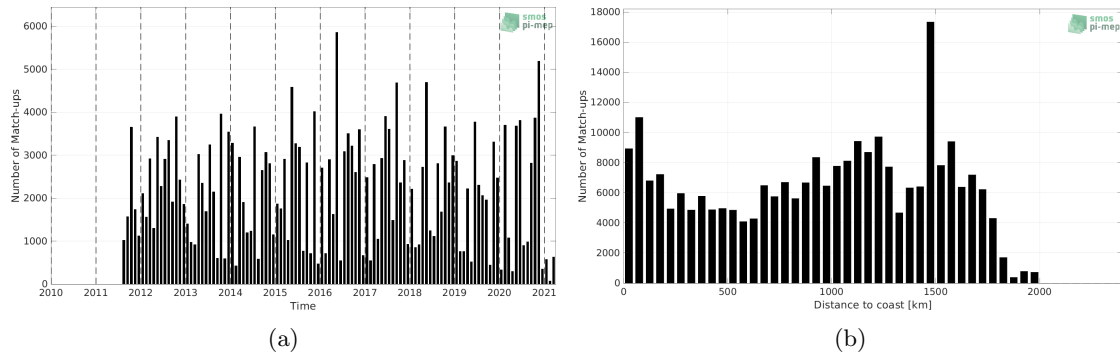 smos
pi-mep
Number of Match-ups
6000
5000
4000
3000
2000
1000
0
2010 2011 2012 2013 2014 2015 2016 2017 2018 2019 2020 2021
Time
(a)
smos
pi-mep
Number of Match-ups
18000
16000
14000
12000
10000
8000
6000
4000
2000
0
0 500 1000 1500 2000
Distance to coast [km]
(b)